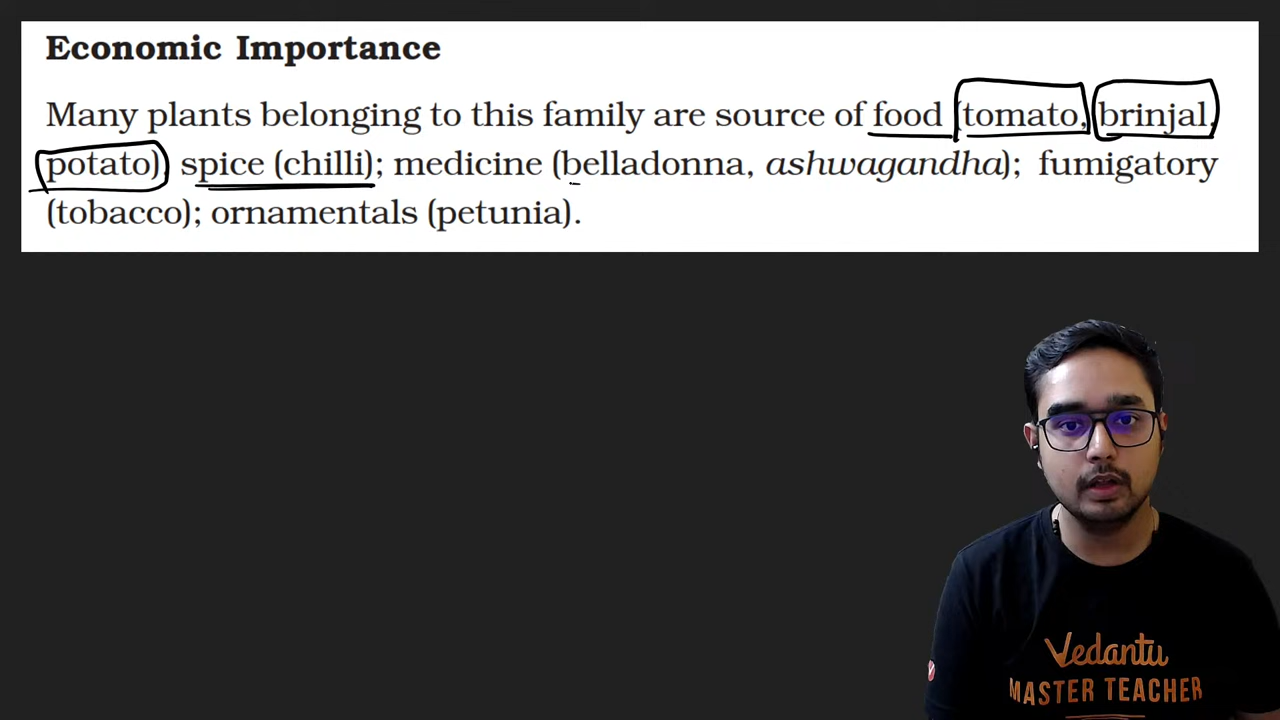 Economic Importance
Many plants belonging to this family are source of food (tomato, brinjal,
potato), spice (chilli); medicine (belladonna, ashwagandha); fumigatory
(tobacco); ornamentals (petunia).
Vedantu
MASTER TEACHER